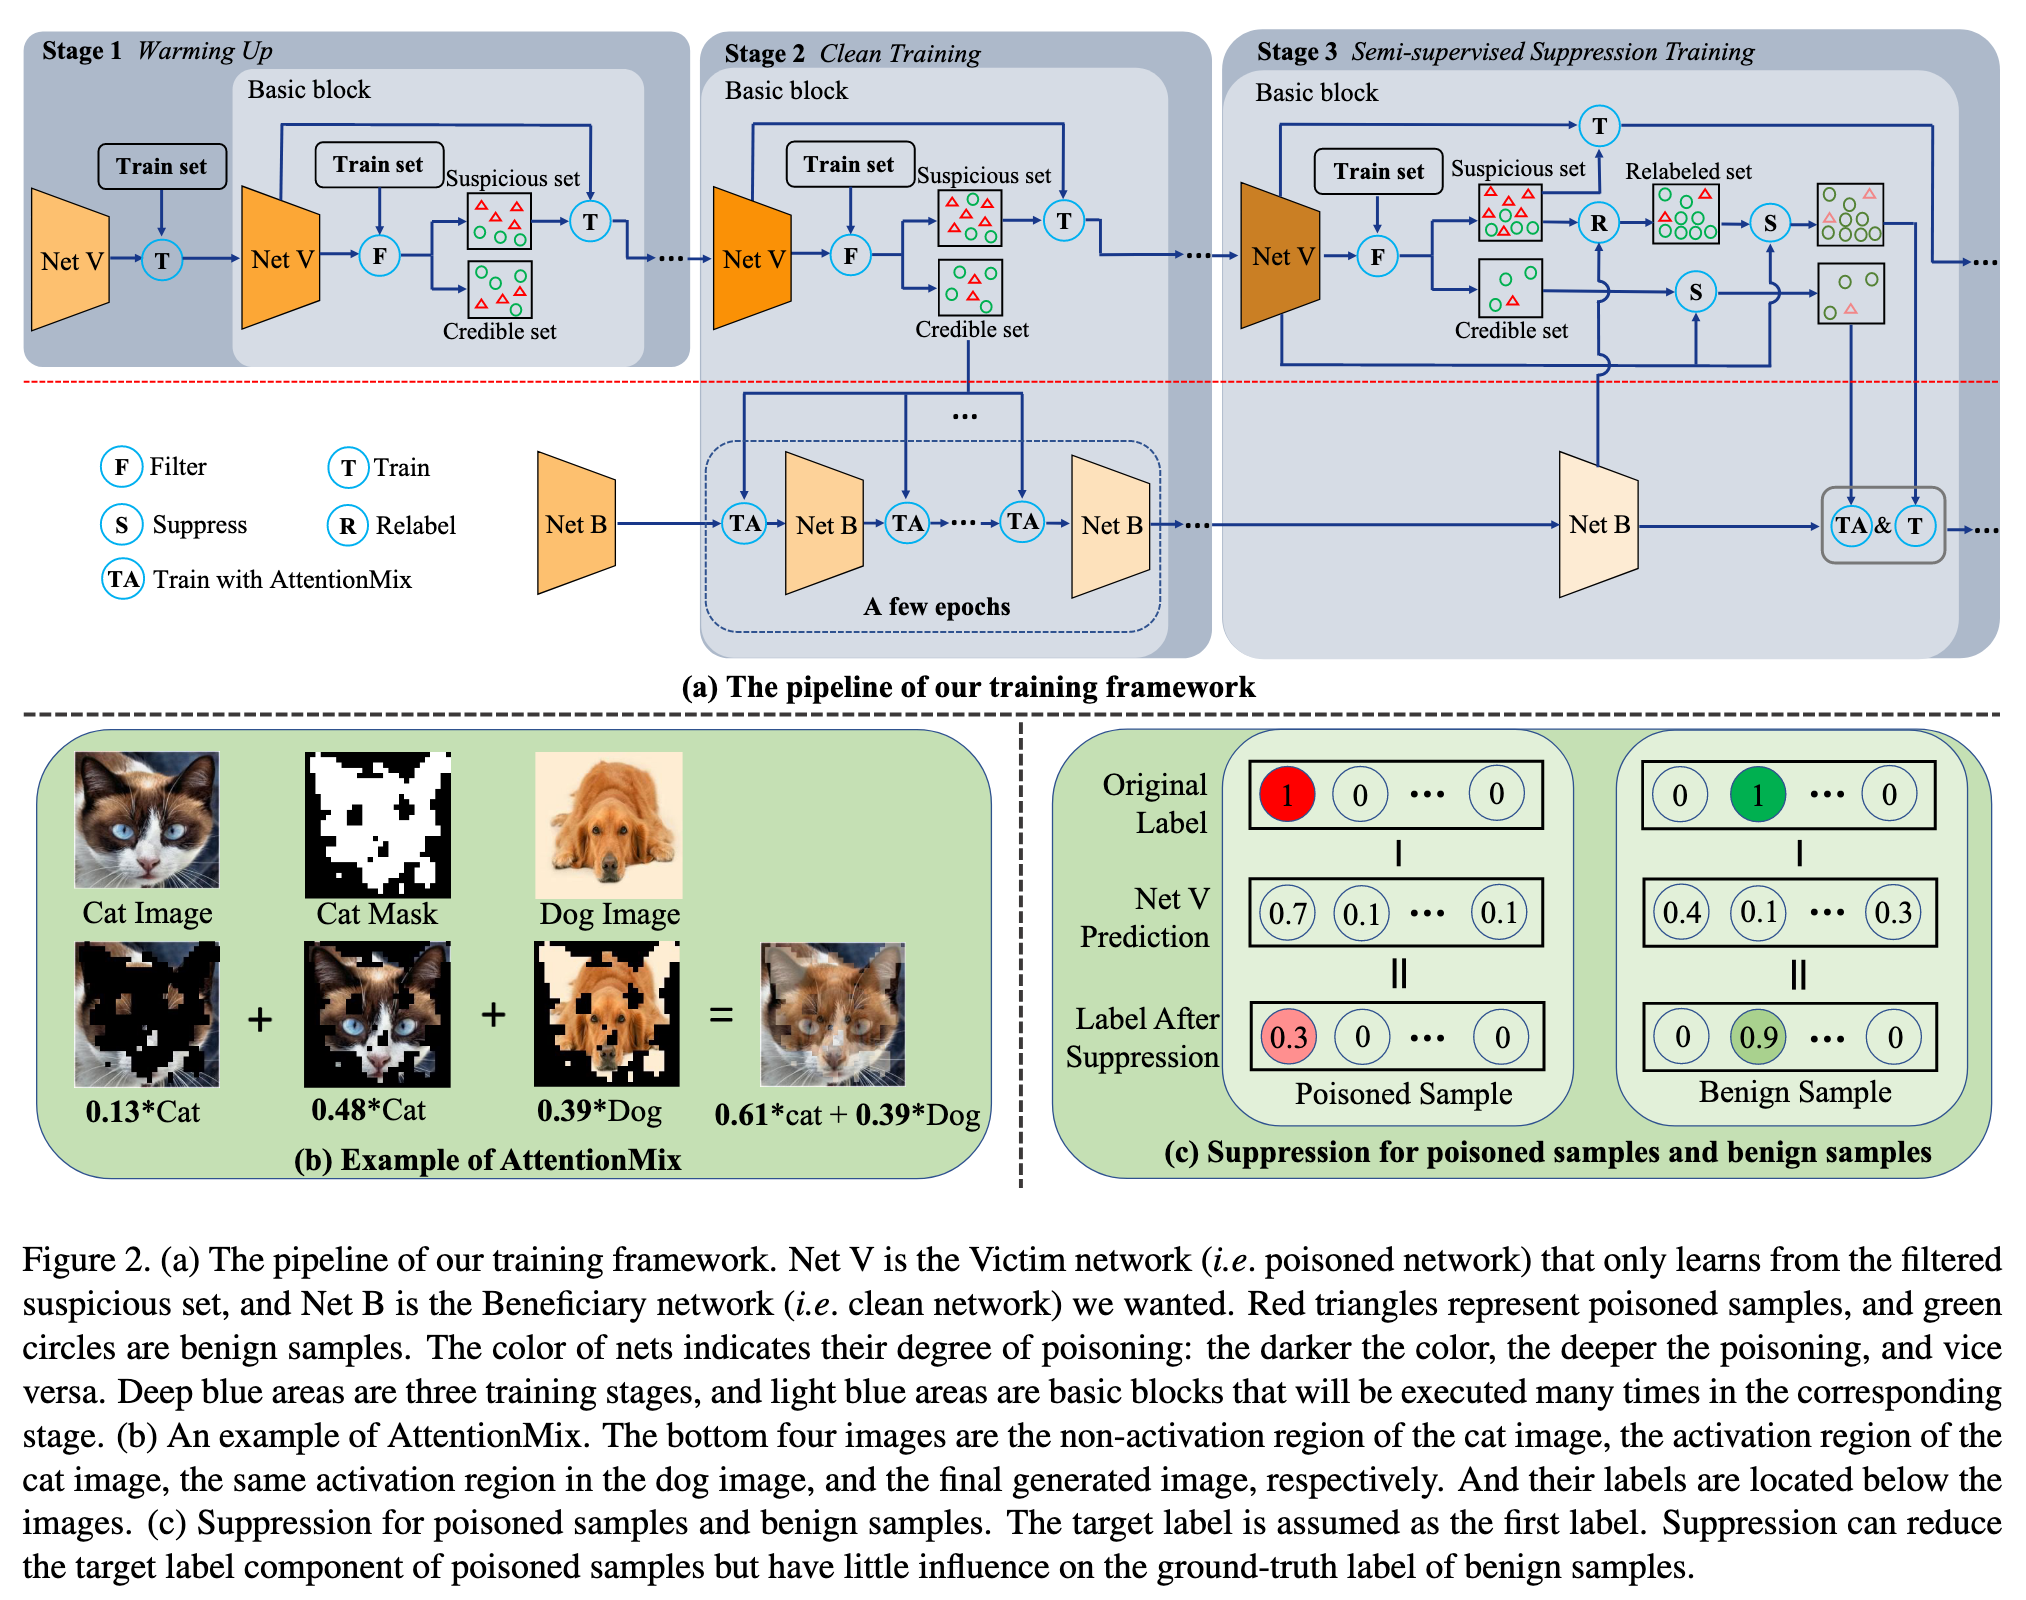 Stage 1 Warming Up
Basic block
Train set
Train set
Suspicious set
Net V
T
Net V
F
T
...
Credible set
Stage 2 Clean Training
Basic block
Train set
Suspicious set
Net V
F
T
...
Credible set
Stage 3 Semi-supervised Suppression Training
Basic block
T
Train set
Suspicious set
Relabeled set
Net V
F
R
S
S
...
Credible set
F Filter
T Train
S Suppress
R Relabel
TA Train with AttentionMix
...
Net B
TA
Net B
TA
...
TA
Net B
...
Net B
TA & T
...
A few epochs
(a) The pipeline of our training framework
Cat Image
Cat Mask
Dog Image
+ + =
0.13*Cat
0.48*Cat
0.39*Dog
0.61*cat + 0.39*Dog
(b) Example of AttentionMix
Original
Label
1 0 ... 0
0 1 ... 0
Net V
Prediction
0.7 0.1 ... 0.1
0.4 0.1 ... 0.3
Label After
Suppression
0.3 0 ... 0
0 0.9 ... 0
Poisoned Sample
Benign Sample
(c) Suppression for poisoned samples and benign samples
Figure 2. (a) The pipeline of our training framework. Net V is the Victim network (i.e. poisoned network) that only learns from the filtered
suspicious set, and Net B is the Beneficiary network (i.e. clean network) we wanted. Red triangles represent poisoned samples, and green
circles are benign samples. The color of nets indicates their degree of poisoning: the darker the color, the deeper the poisoning, and vice
versa. Deep blue areas are three training stages, and light blue areas are basic blocks that will be executed many times in the corresponding
stage. (b) An example of AttentionMix. The bottom four images are the non-activation region of the cat image, the activation region of the
cat image, the same activation region in the dog image, and the final generated image, respectively. And their labels are located below the
images. (c) Suppression for poisoned samples and benign samples. The target label is assumed as the first label. Suppression can reduce
the target label component of poisoned samples but have little influence on the ground-truth label of benign samples.